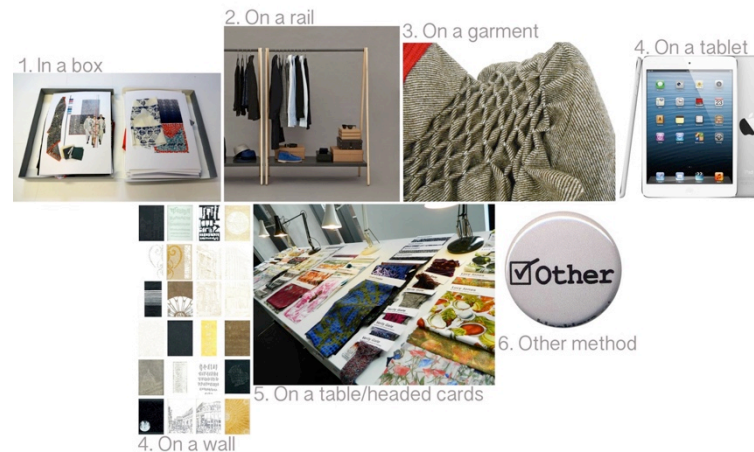 1. In a box
2. On a rail
3. On a garment
4. On a tablet
4. On a wall
5. On a table/headed cards
Other
6. Other method